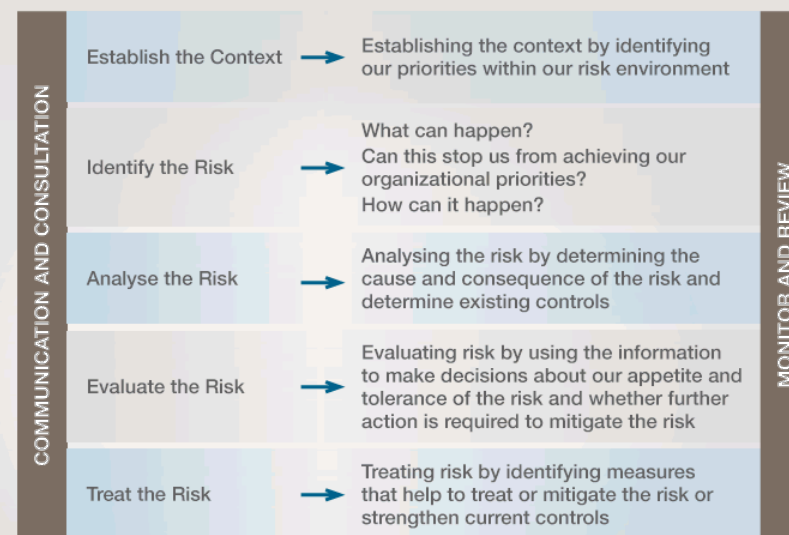 COMMUNICATION AND CONSULTATION
Establish the Context
Establishing the context by identifying
our priorities within our risk environment
Identify the Risk
What can happen?
Can this stop us from achieving our
organizational priorities?
How can it happen?
Analyse the Risk
Analysing the risk by determining the
cause and consequence of the risk and
determine existing controls
Evaluate the Risk
Evaluating risk by using the information
to make decisions about our appetite and
tolerance of the risk and whether further
action is required to mitigate the risk
Treat the Risk
Treating risk by identifying measures
that help to treat or mitigate the risk or
strengthen current controls
MONITOR AND REVIEW